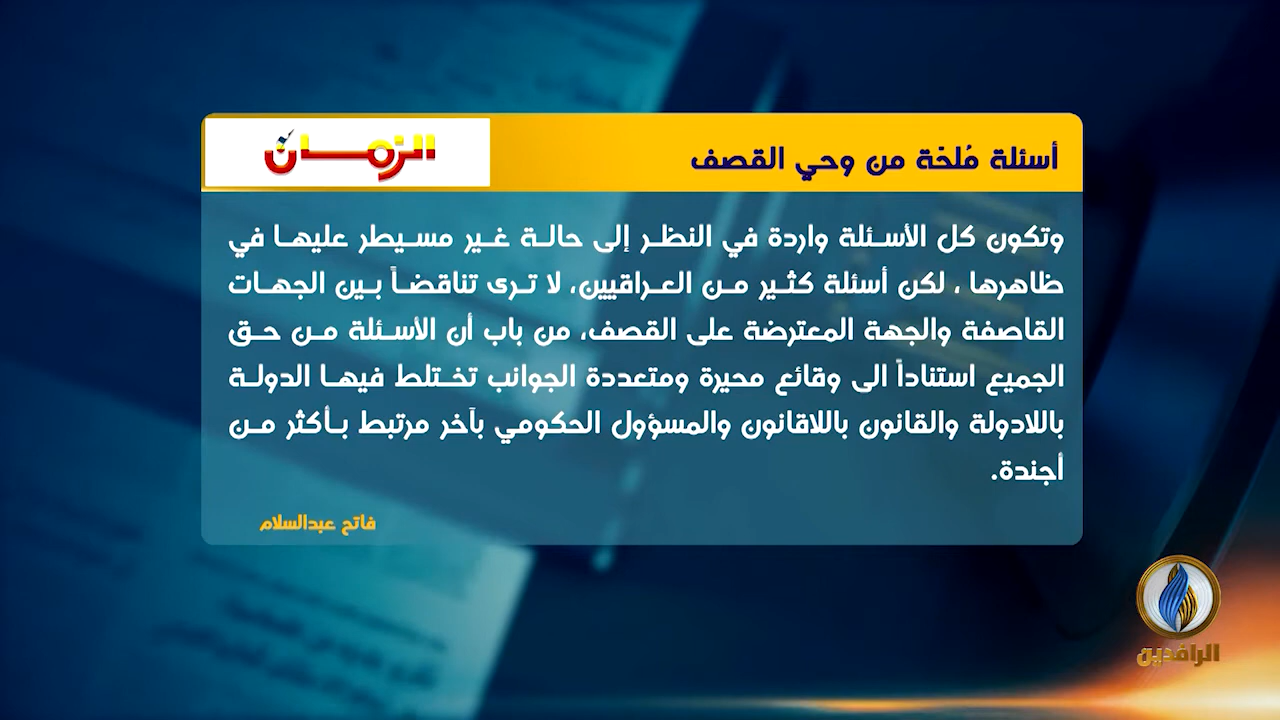 أسئلة مُلحّة من وحي القصف
الزمان
وتكون كل الأسئلة واردة في النظر إلى حالة غير مسيطر عليها في
ظاهرها ، لكن أسئلة كثير من العراقيين، لا ترى تناقضاً بين الجهات
القاصفة والجهة المعترضة على القصف، من باب أن الأسئلة من حق
الجميع استناداً الى وقائع محيرة ومتعددة الجوانب تختلط فيها الدولة
باللادولة والقانون باللاقانون والمسؤول الحكومي بآخر مرتبط بأكثر من
أجندة.
فاتح عبدالسلام
الرافدين